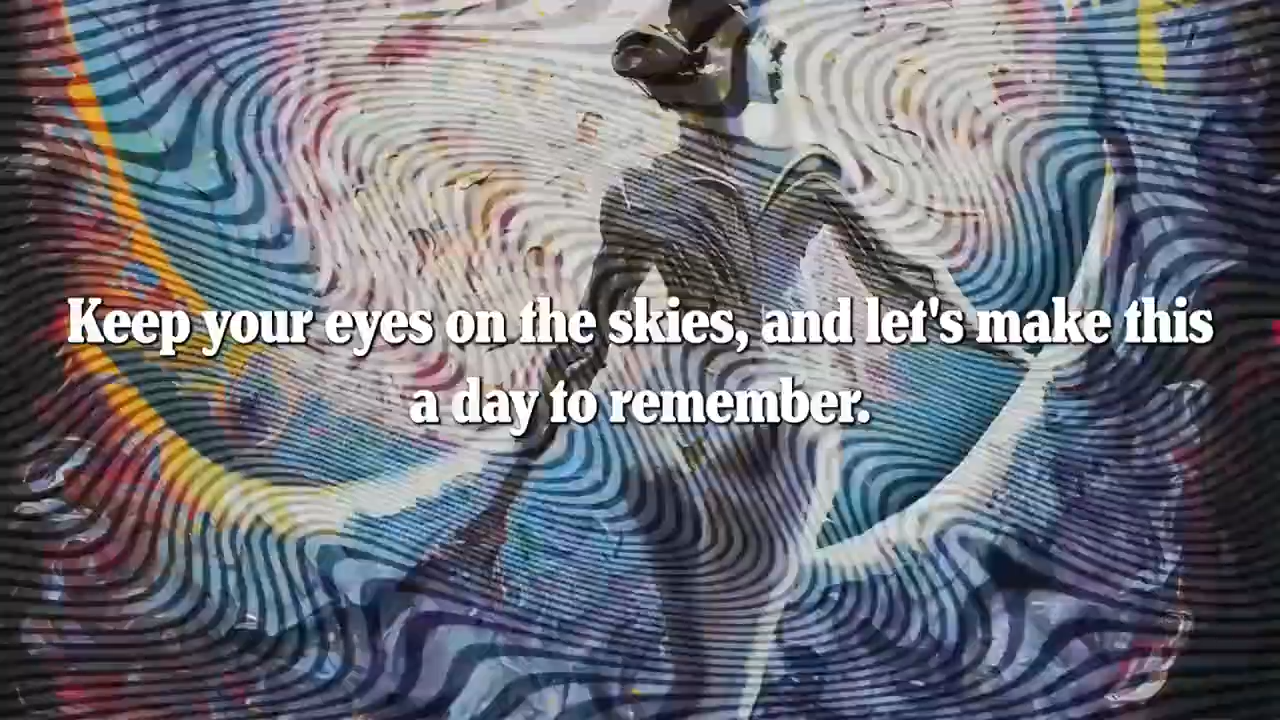 Keep your eyes on the skies, and let's make this
a day to remember.